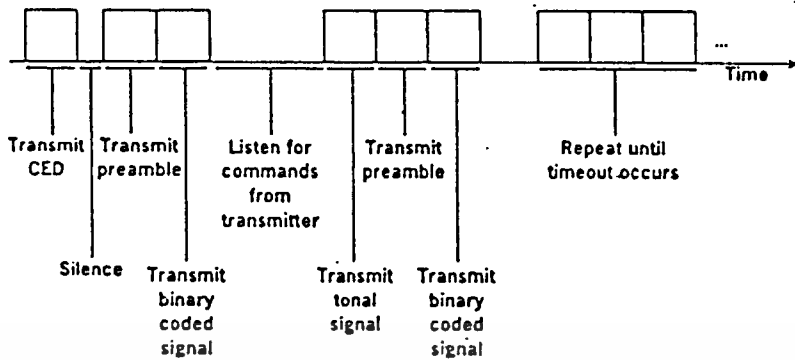 ...
Time
Transmit
CED
Transmit
preamble
Listen for
commands
from
transmitter
Transmit
preamble
Repeat until
timeout occurs
Silence
Transmit
binary
coded
signal
Transmit
tonal
signal
Transmit
binary
coded signal